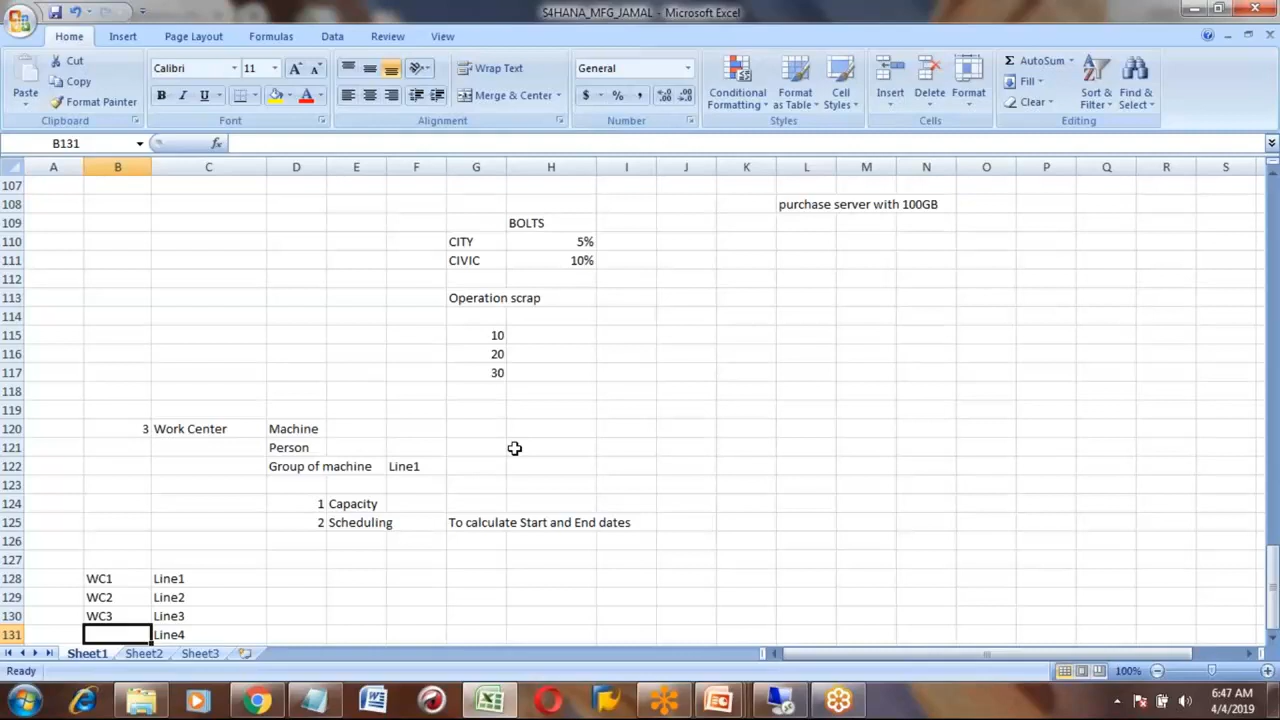 S4HANA_MFG_JAMAL - Microsoft Excel
Home Insert Page Layout Formulas Data Review View
Paste
Cut
Copy
Format Painter
Clipboard
Calibri 11
B I U
Font
Wrap Text
Merge & Center
Alignment
General
$ % ,
Number
Conditional Formatting
Format as Table
Cell Styles
Styles
Insert Delete Format
Cells
Σ AutoSum
Fill
Clear
Sort & Filter
Find & Select
Editing
B131 fx
A B C D E F G H I J K L M N O P Q R S
107
108 purchase server with 100GB
109 BOLTS
110 CITY 5%
111 CIVIC 10%
112
113 Operation scrap
114
115 10
116 20
117 30
118
119
120 3 Work Center Machine
121 Person
122 Group of machine Line1
123
124 1 Capacity
125 2 Scheduling To calculate Start and End dates
126
127
128 WC1 Line1
129 WC2 Line2
130 WC3 Line3
131 Line4
Sheet1 Sheet2 Sheet3
Ready 100%
6:47 AM
4/4/2019